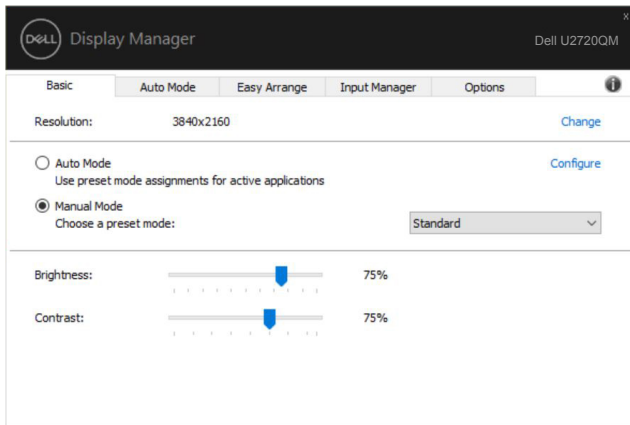 x
DELL Display Manager
Dell U2720QM
Basic Auto Mode Easy Arrange Input Manager Options i
Resolution: 3840x2160 Change
Auto Mode Configure
Use preset mode assignments for active applications
Manual Mode
Choose a preset mode: Standard
Brightness: 75%
Contrast: 75%